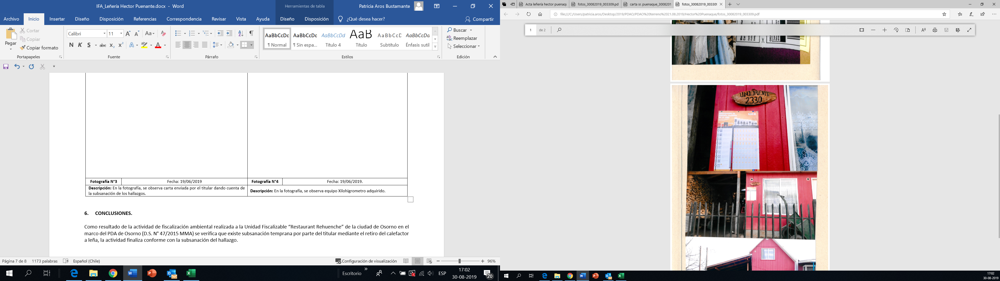 IFA_Leñería Hector Puenante.docx - Word
Herramientas de tabla
Patricia Aros Bustamante
Archivo Inicio Insertar Diseño Disposición Referencias Correspondencia Revisar Vista Ayuda Diseño Disposición ¿Qué desea hacer? Compartir
Pegar
Cortar
Copiar
Copiar formato
Calibri 11
N K S abc x₂ x²
AaBbCcDc AaBbCcDc AaBbCcDd AaB AaBbCcD AaBbCcDa
¶ Normal ¶ Sin espa... Título 4 Título Subtítulo Énfasis sutil
Buscar
Reemplazar
Seleccionar
Portapapeles Fuente Párrafo Estilos Edición
Fotografía N°3 Fecha: 19/06/2019 Fotografía N°4 Fecha: 19/06/2019.
Descripción: En la fotografía, se observa carta enviada por el titular dando cuenta de
la subsanación de los hallazgos.
Descripción: En la fotografía, se observa equipo Xilohigrometro adquirido.
6. CONCLUSIONES.
Como resultado de la actividad de fiscalización ambiental realizada a la Unidad Fiscalizable “Restaurant Rehuenche” de la ciudad de Osorno en el
marco del PDA de Osorno (D.S. N° 47/2015 MMA) se verifica que existe subsanación temprana por parte del titular mediante el retiro del calefactor
a leña, la actividad finaliza conforme con la subsanación del hallazgo.
Página 7 de 8 1173 palabras Español (Chile) Configuración de visualización 96%
Escritorio ESP 17:02
30-08-2019
20
Acta leñería hector puenaq fotos_30082019_003309.pd carta sr. puenaque_3008201 fotos_30082019_003309
file:///C:/Users/patricia.aros/Desktop/2019/PDAO/PDAO%20terreno%2021.08.2019/Hector%20Puenaque/fotos_30082019_003309.pdf
1 de 2
UNO.ORIENTE
2330
17:02
30-08-2019